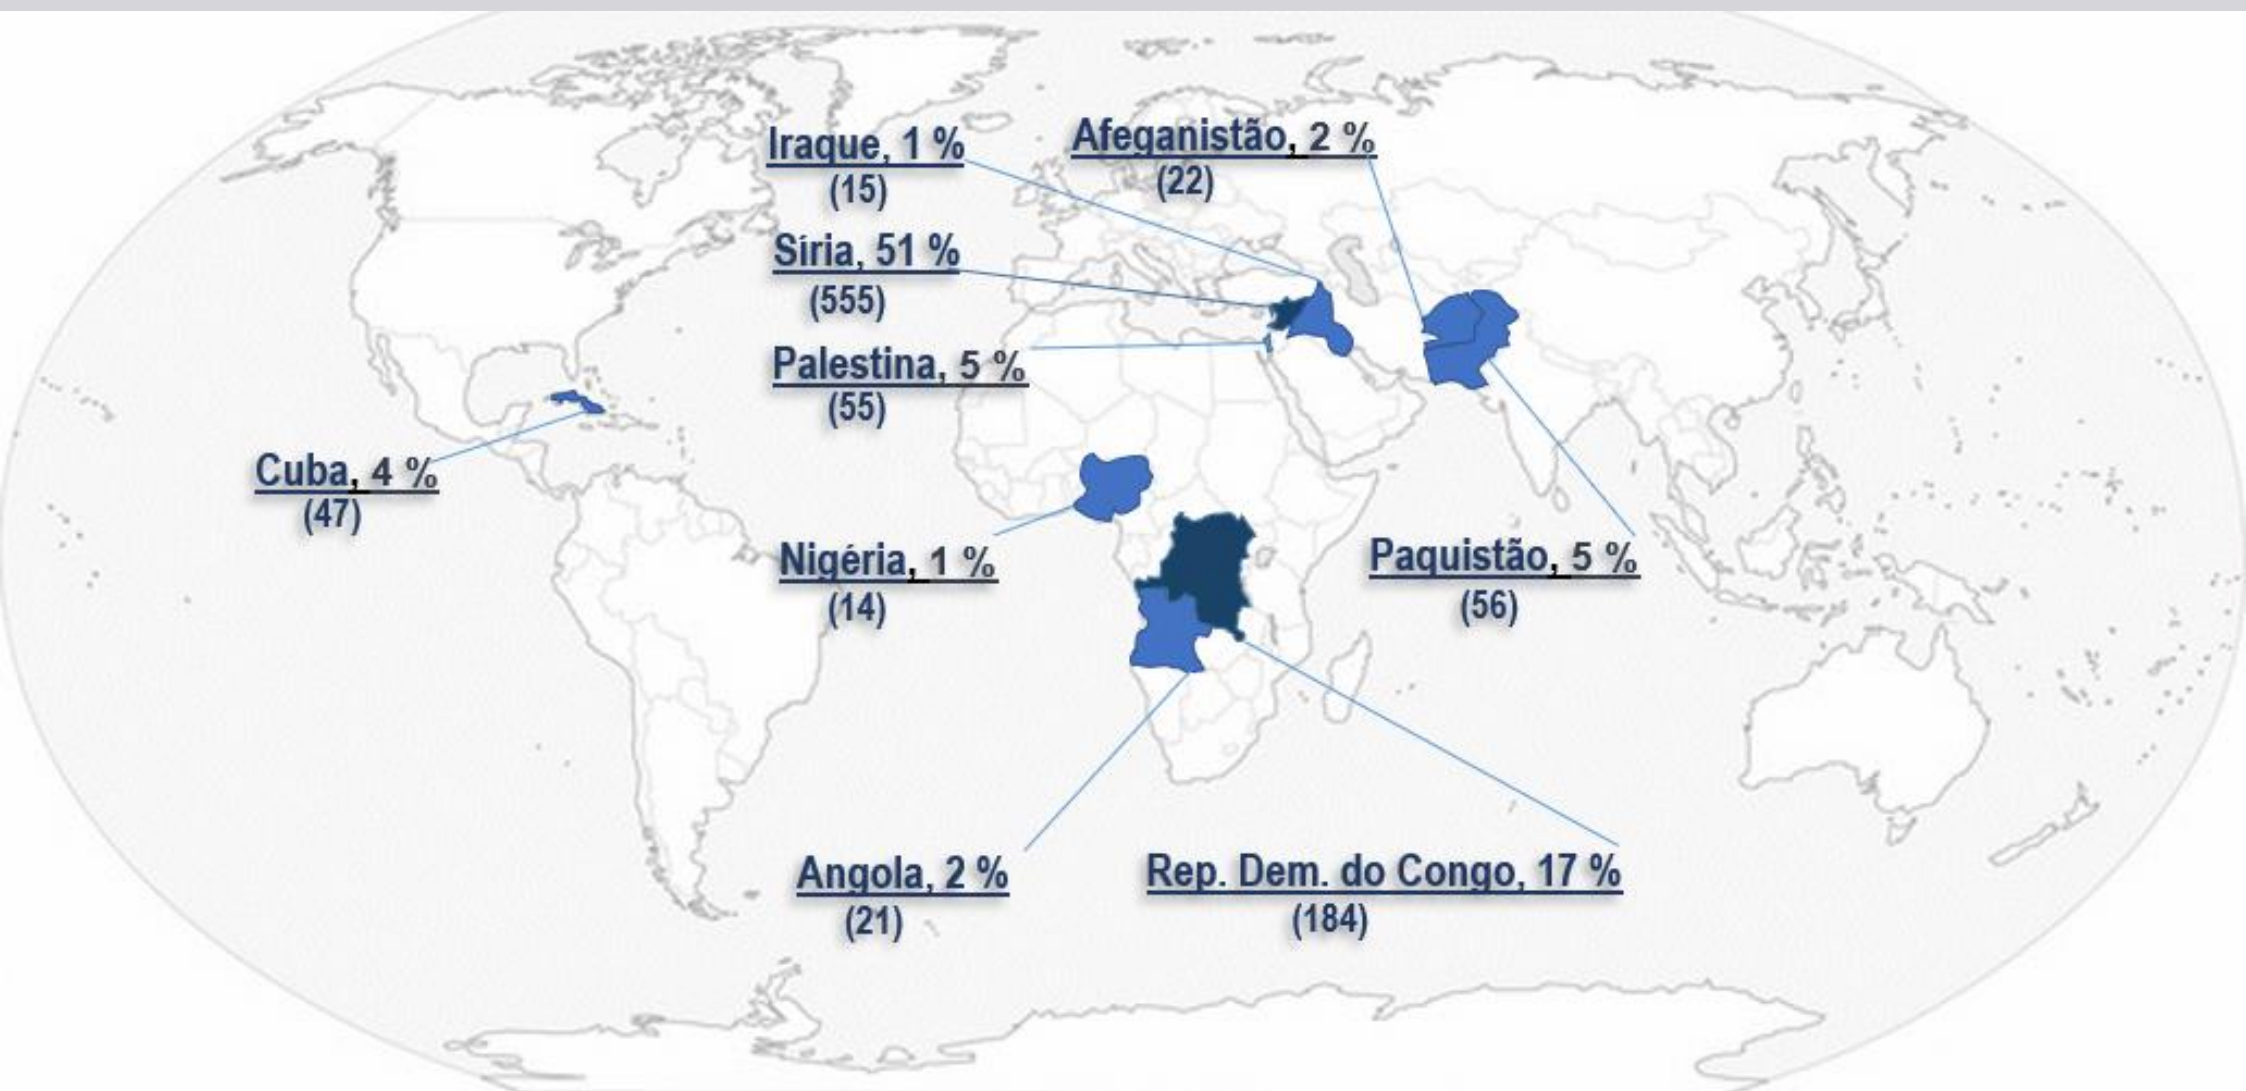 Iraque, 1 %
(15)
Afeganistão, 2 %
(22)
Síria, 51 %
(555)
Palestina, 5 %
(55)
Cuba, 4 %
(47)
Nigéria, 1 %
(14)
Paquistão, 5 %
(56)
Angola, 2 %
(21)
Rep. Dem. do Congo, 17 %
(184)